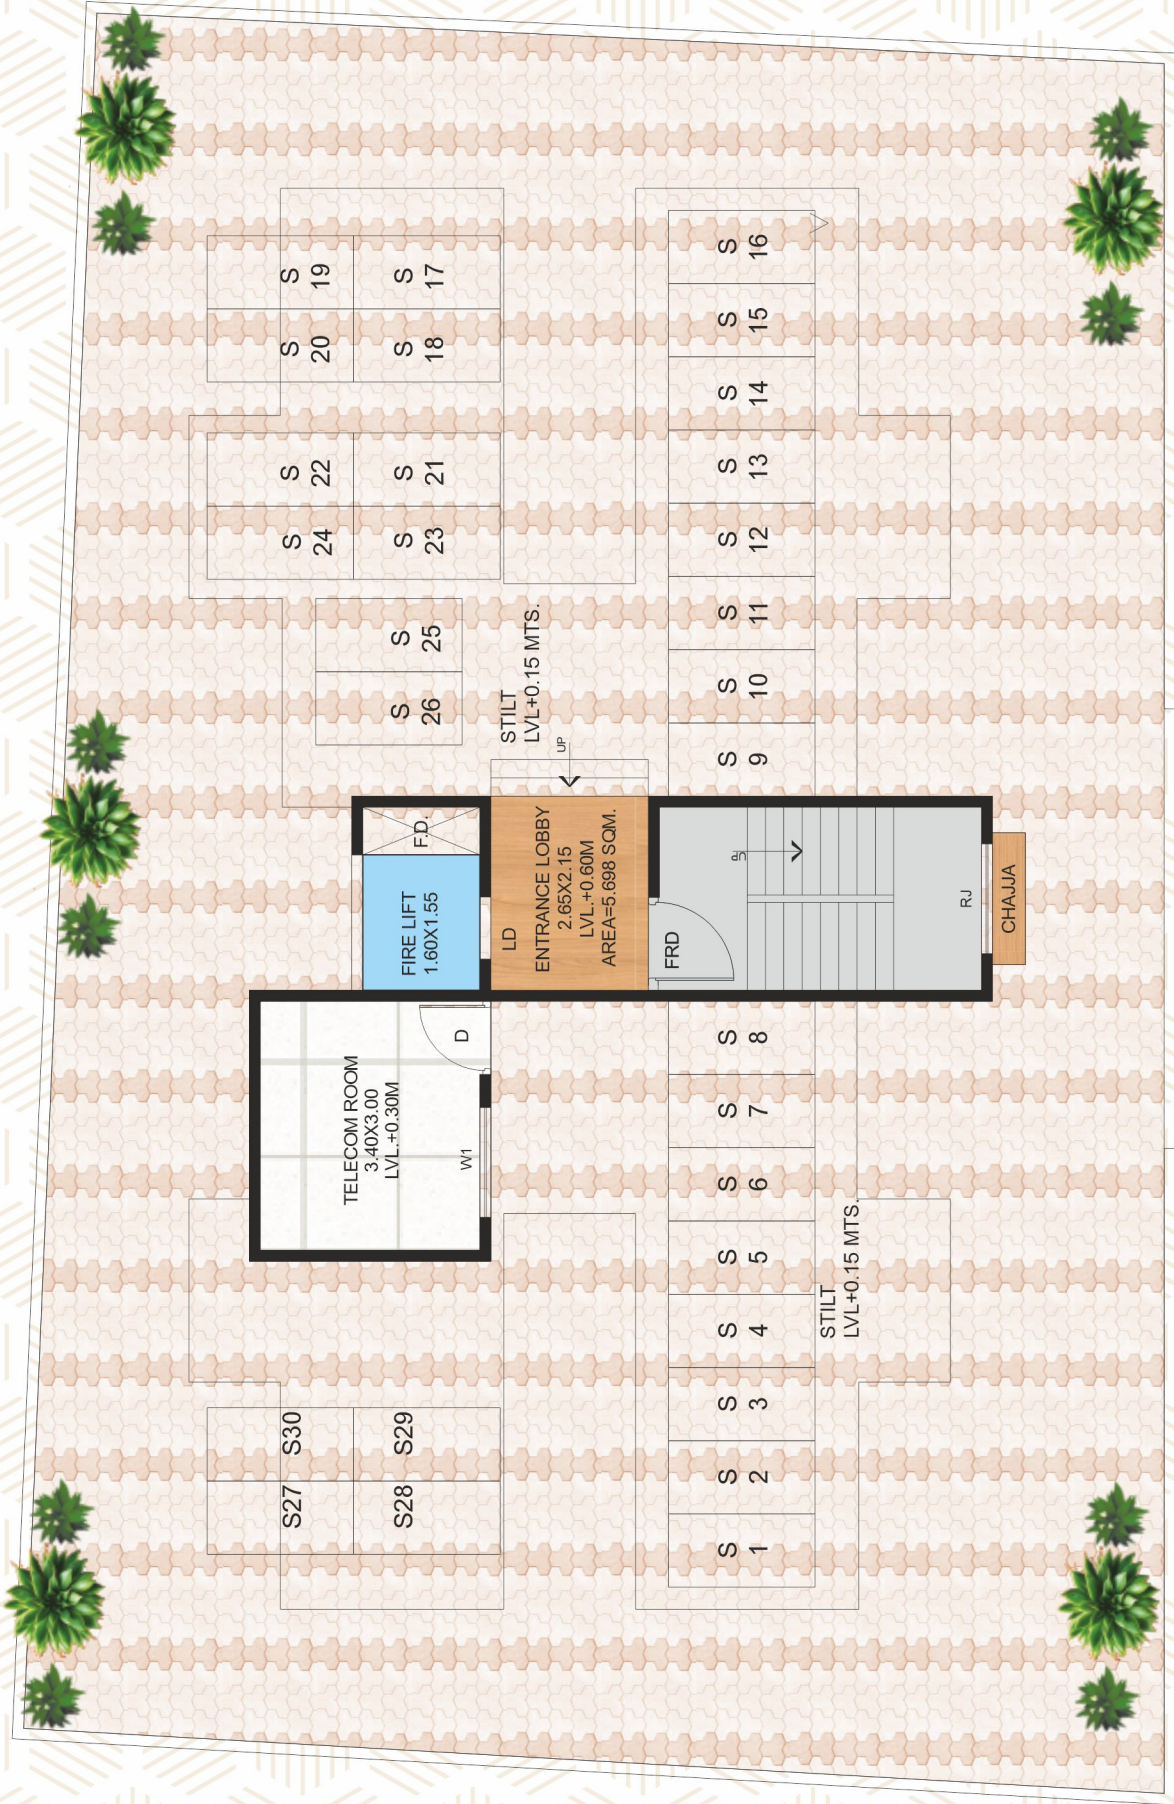 S
19
S
17
S
20
S
18
S
22
S
21
S
24
S
23
S
25
S
26
S
16
S
15
S
14
S
13
S
12
S
11
S
10
S
9
STILT
LVL+0.15 MTS.
UP
F.D.
FIRE LIFT
1.60X1.55
LD
ENTRANCE LOBBY
2.65X2.15
LVL.+0.60M
AREA=5.698 SQM.
FRD
UP
RJ
CHAJJA
TELECOM ROOM
3.40X3.00
LVL.+0.30M
D
W1
S
8
S
7
S
6
S
5
S
4
S
3
S
2
S
1
STILT
LVL+0.15 MTS.
S30
S29
S27
S28